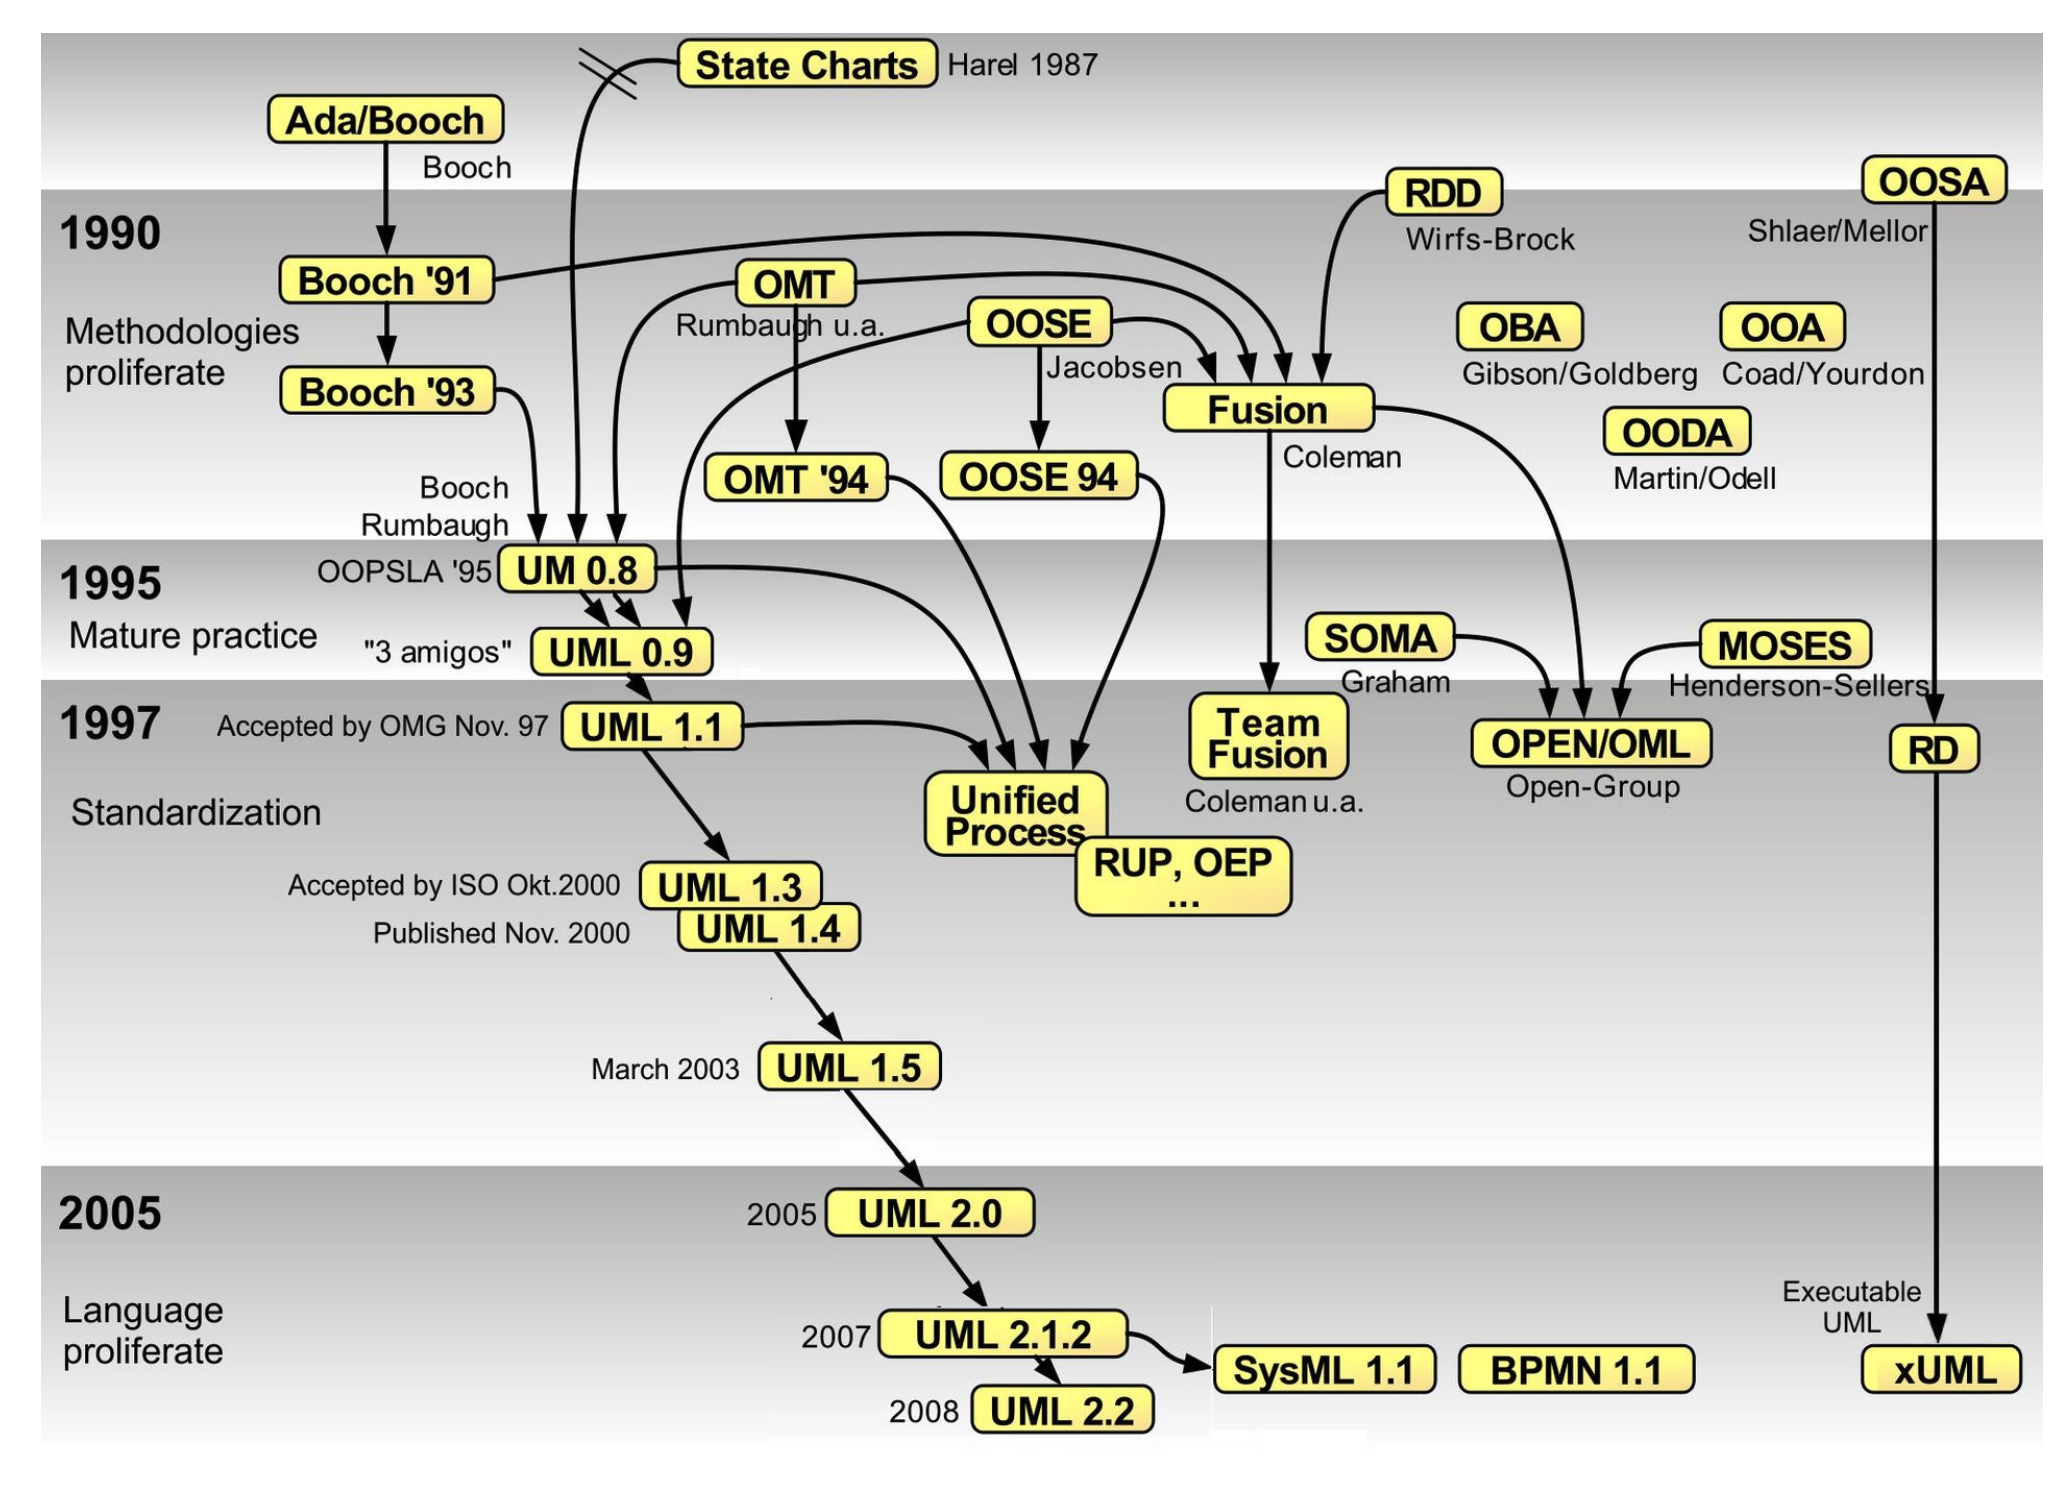 State Charts
Harel 1987
Ada/Booch
Booch
RDD
Wirfs-Brock
OOSA
Shlaer/Mellor
1990
Booch '91
OMT
Rumbaugh u.a.
OOSE
Jacobsen
OBA
Gibson/Goldberg
OOA
Coad/Yourdon
Methodologies
proliferate
Booch '93
Fusion
Coleman
OODA
Martin/Odell
OMT '94
OOSE 94
Booch
Rumbaugh
1995
OOPSLA '95
UM 0.8
Mature practice
"3 amigos"
UML 0.9
SOMA
Graham
MOSES
Henderson-Sellers
1997
Accepted by OMG Nov. 97
UML 1.1
Team
Fusion
Coleman u.a.
OPEN/OML
Open-Group
RD
Standardization
Unified
Process
RUP, OEP
...
Accepted by ISO Okt.2000
UML 1.3
Published Nov. 2000
UML 1.4
March 2003
UML 1.5
2005
2005
UML 2.0
Language
proliferate
2007
UML 2.1.2
2008
UML 2.2
SysML 1.1
BPMN 1.1
Executable
UML
xUML